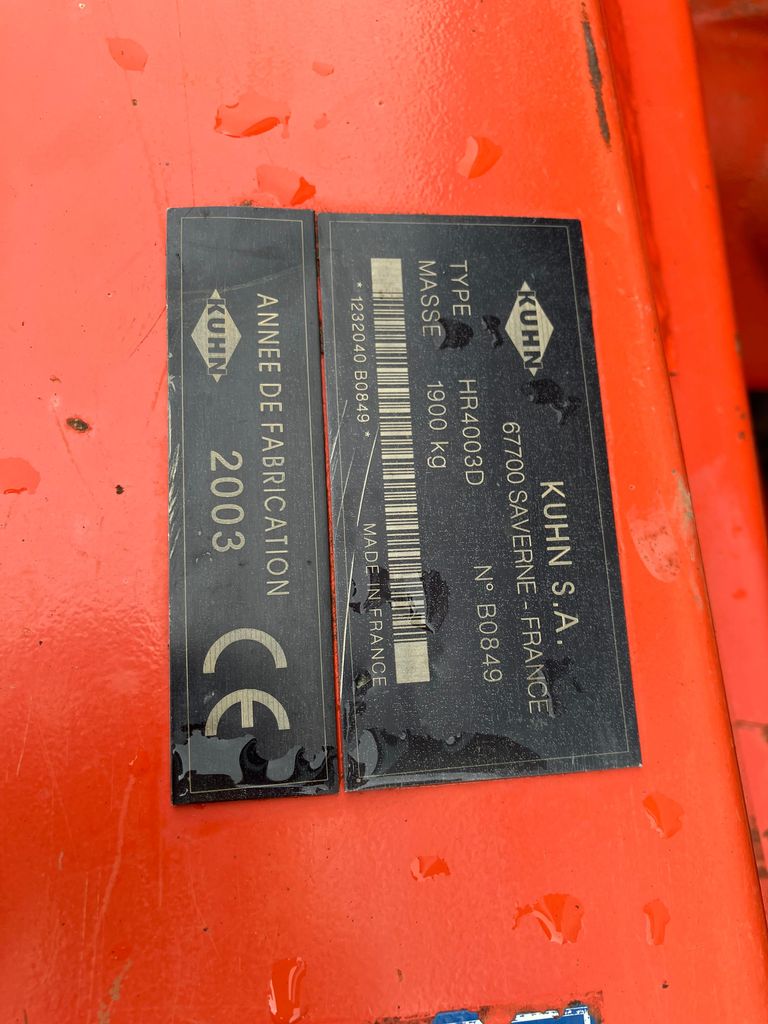 KUHN
KUHN S.A.
67700 SAVERNE - FRANCE
TYPE HR4003D N° B0849
MASSE 1900 kg
* 1232040 B0849 * MADE IN FRANCE
ANNEE DE FABRICATION
KUHN 2003 CE